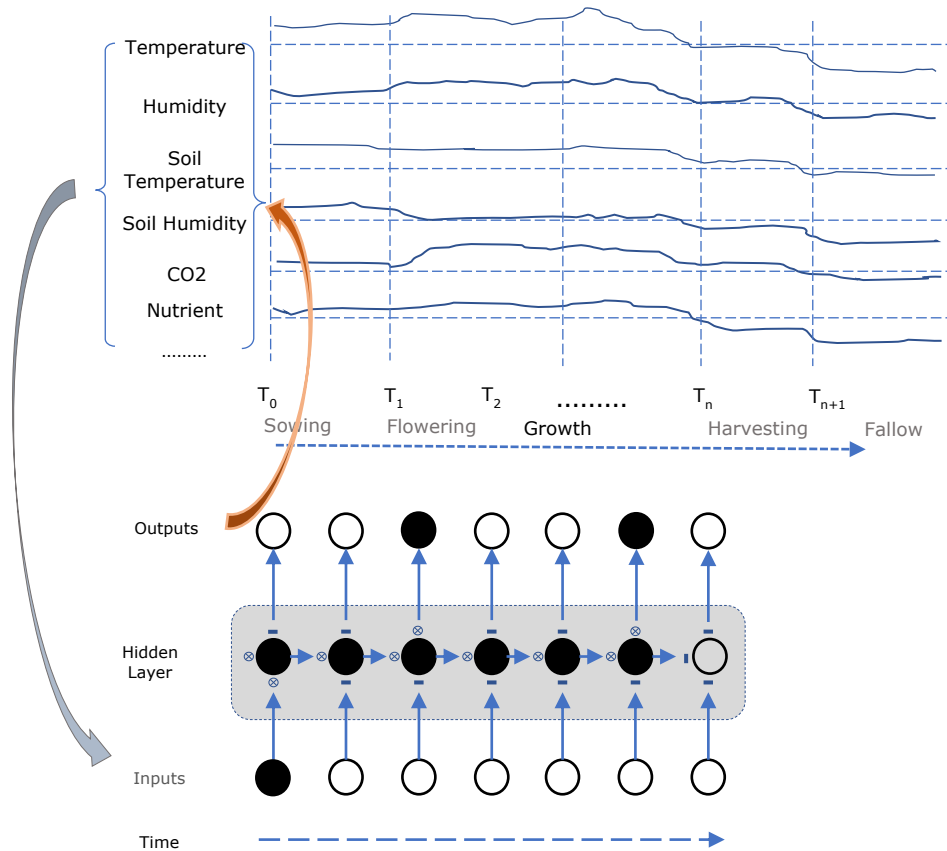 Temperature
Humidity
Soil
Temperature
Soil Humidity
CO2
Nutrient
.........
T0 T1 T2 ......... Tn Tn+1
Sowing Flowering Growth Harvesting Fallow
Outputs
Hidden
Layer
Inputs
Time